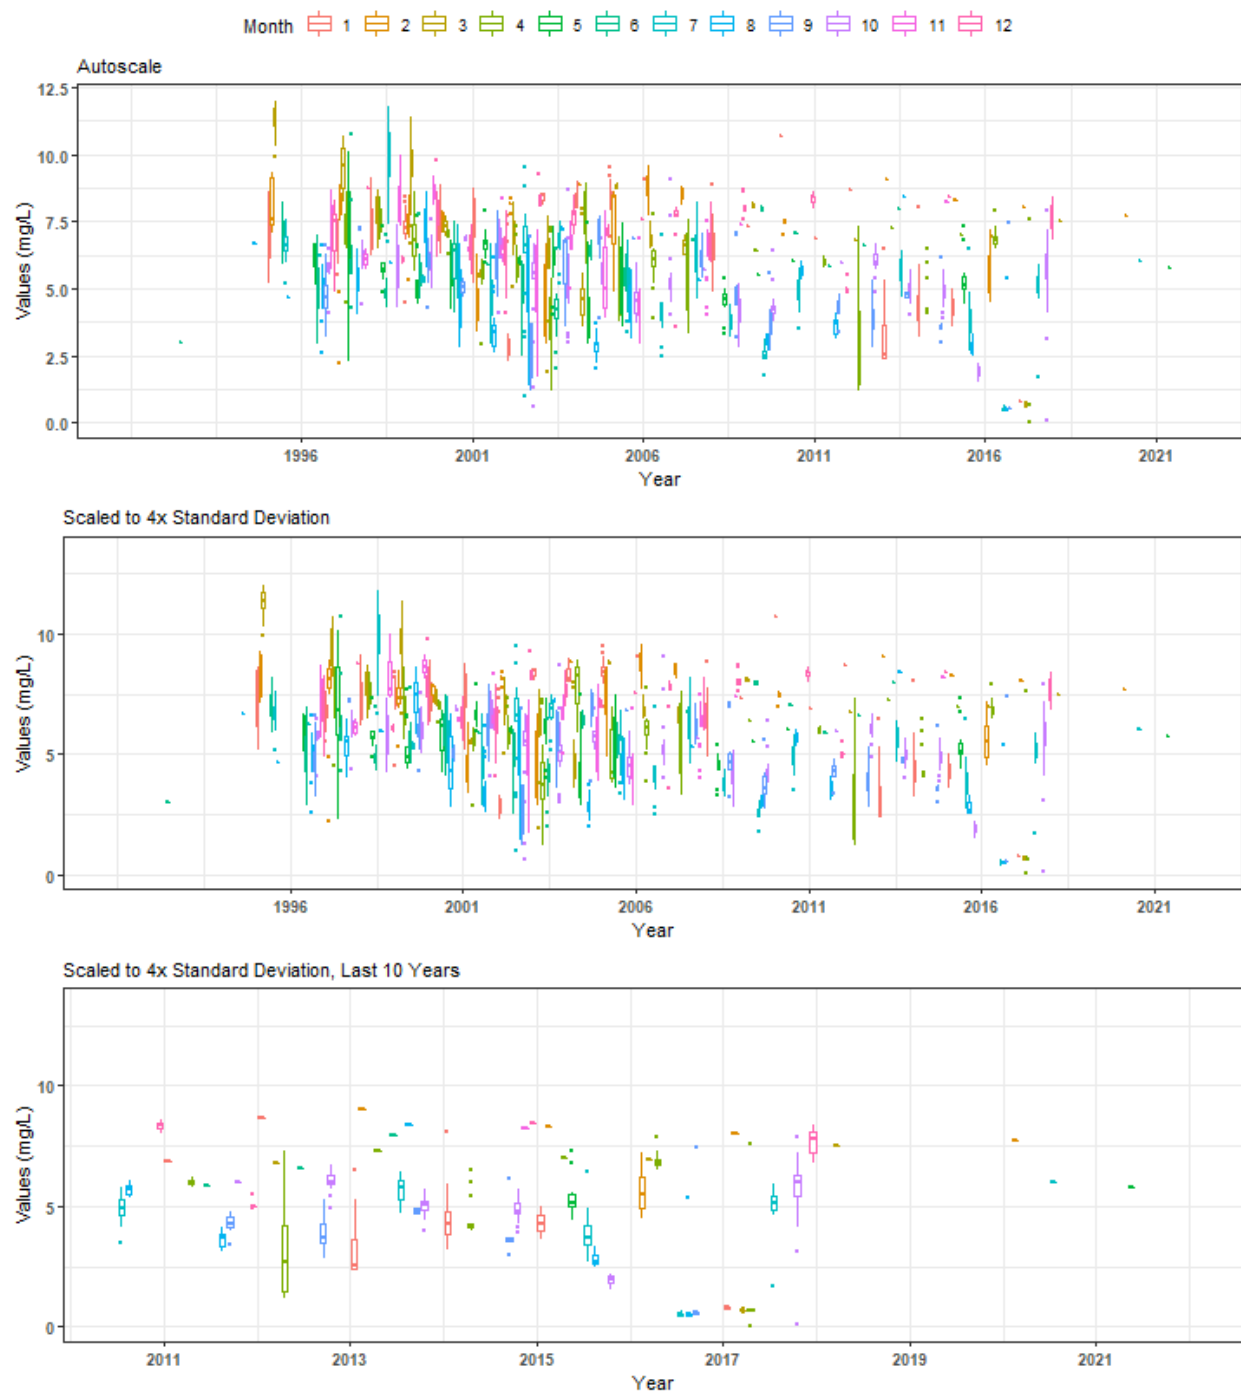 Month 1 2 3 4 5 6 7 8 9 10 11 12
Autoscale
12.5
10.0
7.5
5.0
2.5
0.0
Values (mg/L)
1996 2001 2006 2011 2016 2021
Year
Scaled to 4x Standard Deviation
10
5
0
Values (mg/L)
1996 2001 2006 2011 2016 2021
Year
Scaled to 4x Standard Deviation, Last 10 Years
10
5
0
Values (mg/L)
2011 2013 2015 2017 2019 2021
Year